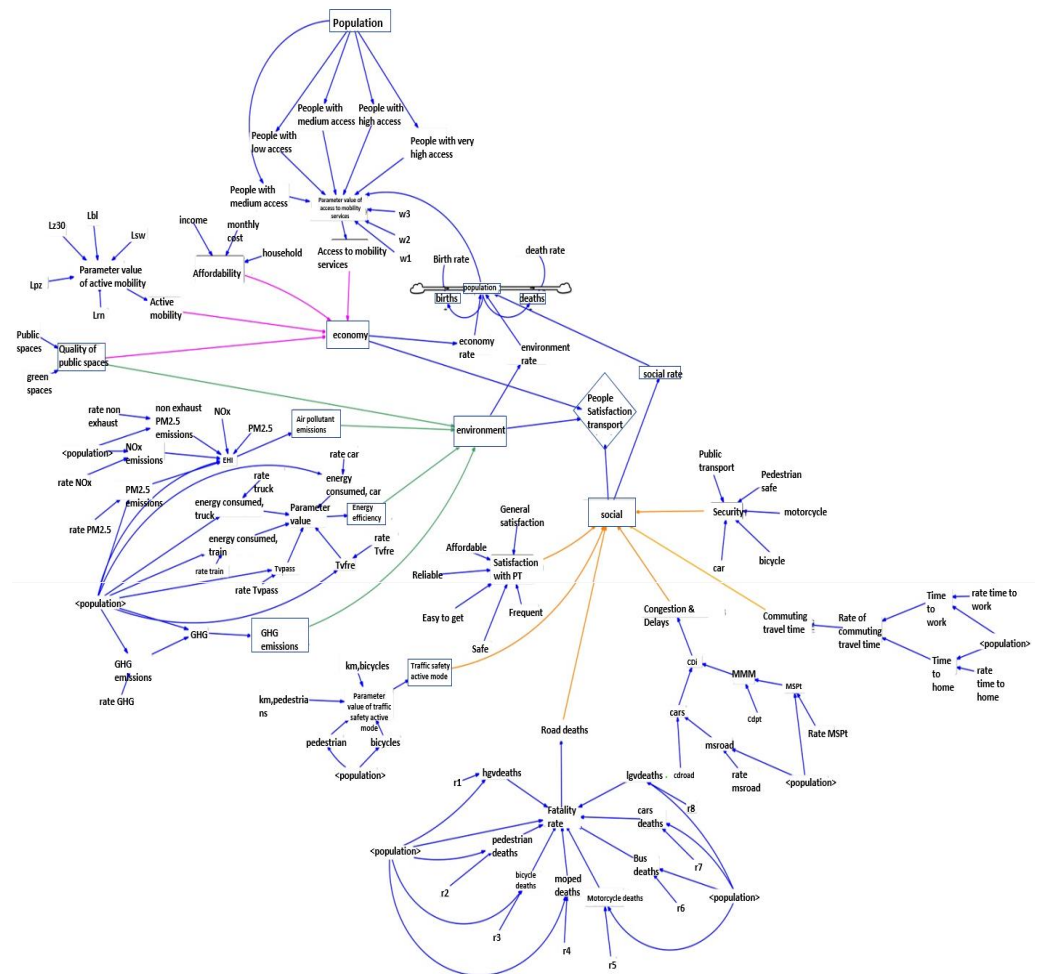 Population
People with
medium access
People with
high access
People with
low access
People with very
high access
People with
medium access
Parameter value of
access to mobility
services
w3
w2
w1
Access to mobility
services
income
monthly
cost
household
Affordability
Lz30
Lbl
Lsw
Lpz
Parameter value
of active mobility
Lrn
Active
mobility
Birth rate
death rate
population
births
deaths
economy
economy
rate
environment
rate
social rate
Public
spaces
Quality of
public spaces
green
spaces
People
Satisfaction
transport
environment
rate non
exhaust
non exhaust
PM2.5
emissions
NOx
PM2.5
Air pollutant
emissions
<population>
NOx
emissions
EHI
rate NOx
PM2.5
emissions
rate PM2.5
rate car
energy
consumed, car
rate
truck
energy consumed,
truck
Parameter
value
Energy
efficiency
energy consumed,
train
rate train
Tvpass
rate Tvpass
Tvfre
rate
Tvfre
<population>
GHG
GHG
emissions
GHG
emissions
rate GHG
social
Public
transport
Pedestrian
safe
Security
motorcycle
car
bicycle
General
satisfaction
Affordable
Satisfaction
with PT
Reliable
Easy to get
Frequent
Safe
Congestion &
Delays
Commuting
travel time
Rate of
commuting
travel time
Time
to
work
rate time to
work
<population>
Time
to
home
rate
time to
home
CDi
MMM
MSPt
Cdpt
Rate MSPt
cars
msroad
cdroad
rate
msroad
<population>
km,bicycles
Traffic safety
active mode
km,pedestria
ns
Parameter
value of traffic
safety active
mode
pedestrian
bicycles
<population>
Road deaths
r1
hgvdeaths
lgvdeaths
r8
Fatality
rate
cars
deaths
<population>
pedestrian
deaths
r7
r2
bicycle
deaths
moped
deaths
Bus
deaths
Motorcycle deaths
r6
<population>
r3
r4
r5